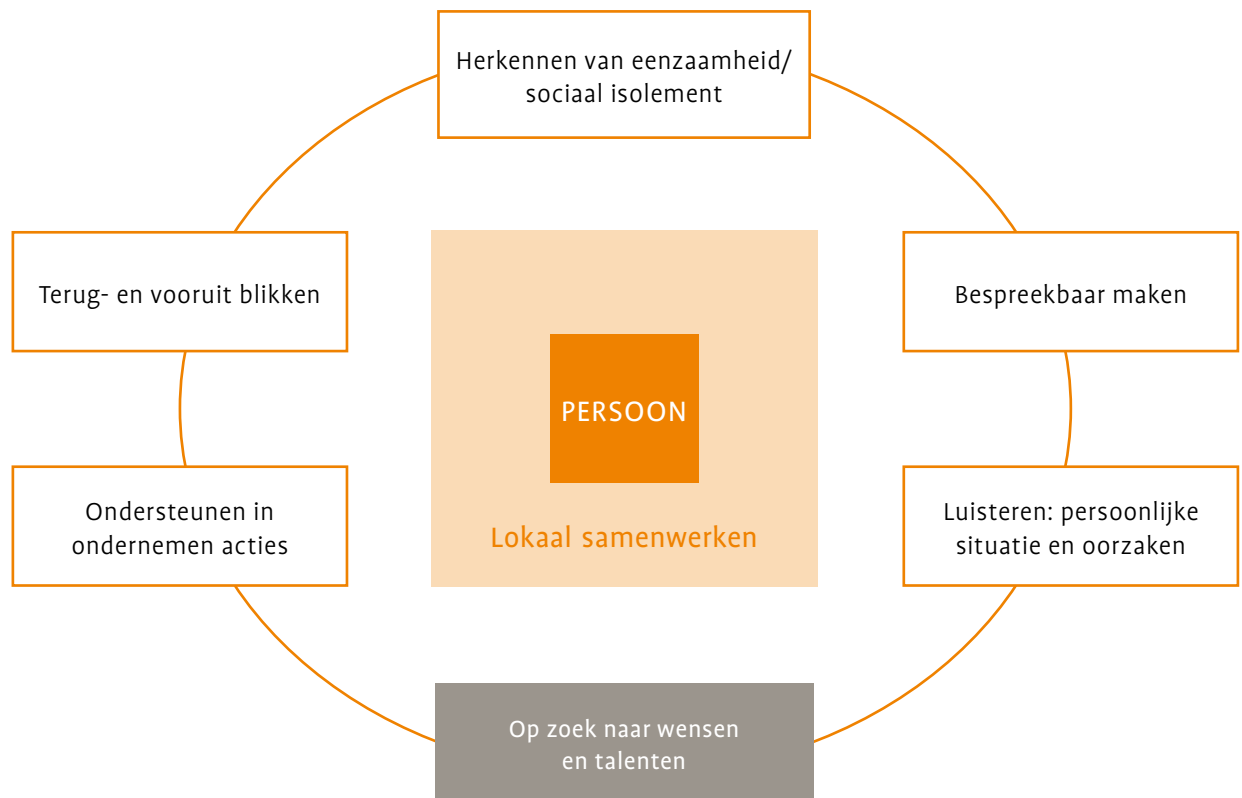 Herkennen van eenzaamheid/
sociaal isolement
Terug- en vooruit blikken
Bespreekbaar maken
PERSOON
Lokaal samenwerken
Ondersteunen in
ondernemen acties
Luisteren: persoonlijke
situatie en oorzaken
Op zoek naar wensen
en talenten